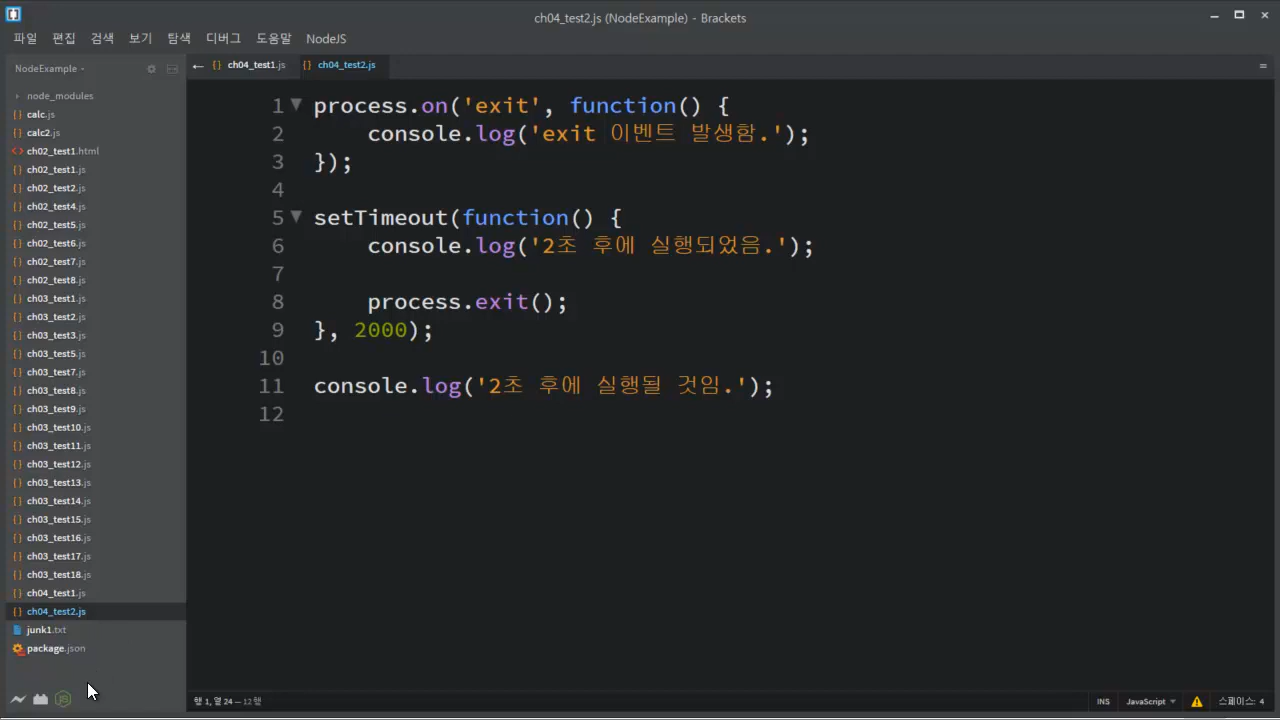 ch04_test2.js (NodeExample) - Brackets
파일 편집 검색 보기 탐색 디버그 도움말 NodeJS
NodeExample
ch04_test1.js ch04_test2.js
node_modules
calc.js
calc2.js
ch02_test1.html
ch02_test1.js
ch02_test2.js
ch02_test4.js
ch02_test5.js
ch02_test6.js
ch02_test7.js
ch02_test8.js
ch03_test1.js
ch03_test2.js
ch03_test3.js
ch03_test5.js
ch03_test7.js
ch03_test8.js
ch03_test9.js
ch03_test10.js
ch03_test11.js
ch03_test12.js
ch03_test13.js
ch03_test14.js
ch03_test15.js
ch03_test16.js
ch03_test17.js
ch03_test18.js
ch04_test1.js
ch04_test2.js
junk1.txt
package.json
1 process.on('exit', function() {
2 console.log('exit 이벤트 발생함.');
3 });
4
5 setTimeout(function() {
6 console.log('2초 후에 실행되었음.');
7
8 process.exit();
9 }, 2000);
10
11 console.log('2초 후에 실행될 것임.');
12
행 1, 열 24 — 12 행
INS JavaScript 스페이스: 4